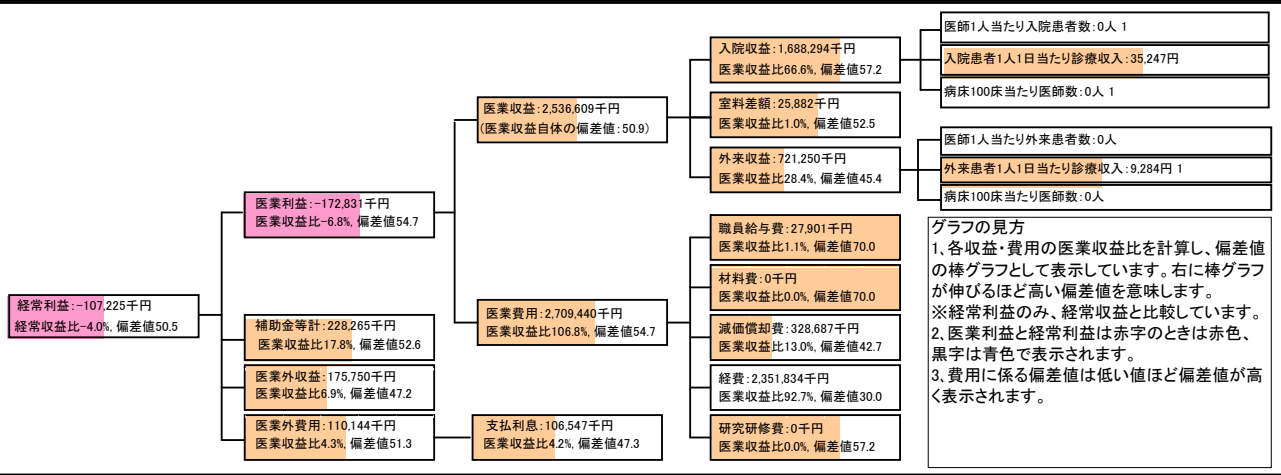 経常利益:-107,225千円
経常収益比-4.0%, 偏差値50.5
医業利益:-172,831千円
医業収益比-6.8%, 偏差値54.7
補助金等計:228,265千円
医業収益比17.8%, 偏差値52.6
医業外収益:175,750千円
医業収益比6.9%, 偏差値47.2
医業外費用:110,144千円
医業収益比4.3%, 偏差値51.3
支払利息:106,547千円
医業収益比4.2%, 偏差値47.3
医業収益:2,536,609千円
(医業収益自体の偏差値:50.9)
医業費用:2,709,440千円
医業収益比106.8%, 偏差値54.7
入院収益:1,688,294千円
医業収益比66.6%, 偏差値57.2
室料差額:25,882千円
医業収益比1.0%, 偏差値52.5
外来収益:721,250千円
医業収益比28.4%, 偏差値45.4
職員給与費:27,901千円
医業収益比1.1%, 偏差値70.0
材料費:0千円
医業収益比0.0%, 偏差値70.0
減価償却費:328,687千円
医業収益比13.0%, 偏差値42.7
経費:2,351,834千円
医業収益比92.7%, 偏差値30.0
研究研修費:0千円
医業収益比0.0%, 偏差値57.2
医師1人当たり入院患者数:0人 1
入院患者1人1日当たり診療収入:35,247円
病床100床当たり医師数:0人 1
医師1人当たり外来患者数:0人
外来患者1人1日当たり診療収入:9,284円 1
病床100床当たり医師数:0人
グラフの見方
1、各収益・費用の医業収益比を計算し、偏差値
の棒グラフとして表示しています。右に棒グラフ
が伸びるほど高い偏差値を意味します。
※経常利益のみ、経常収益と比較しています。
2、医業利益と経常利益は赤字のときは赤色、
黒字は青色で表示されます。
3、費用に係る偏差値は低い値ほど偏差値が高
く表示されます。